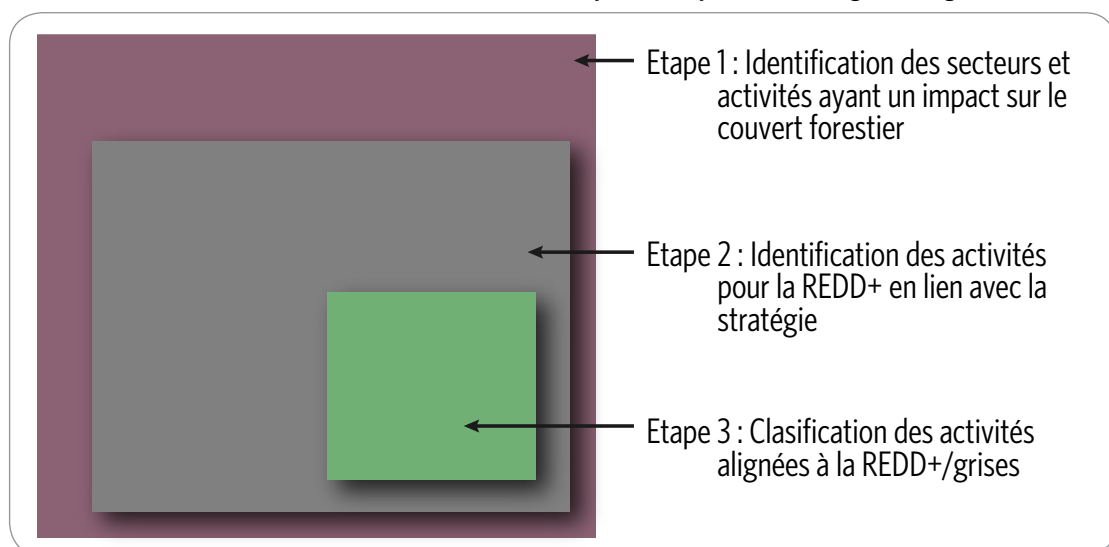 Etape 1 : Identification des secteurs et
activités ayant un impact sur le
couvert forestier
Etape 2 : Identification des activités
pour la REDD+ en lien avec la
stratégie
Etape 3 : Clasification des activités
alignées à la REDD+/grises